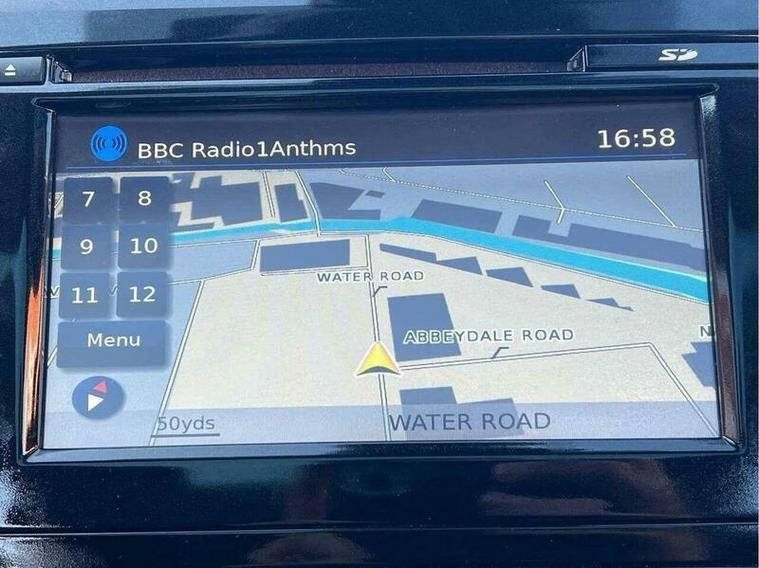 SD
BBC Radio1Anthms
16:58
7
8
9
10
11
12
Menu
WATER ROAD
ABBEYDALE ROAD
50yds
WATER ROAD